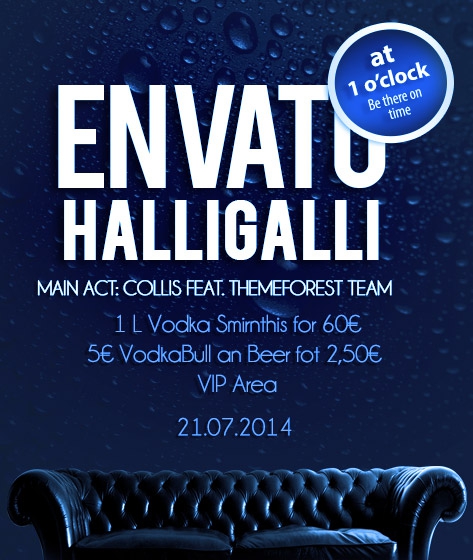 at
1 o'clock
Be there on
time
ENVATO
HALLIGALLI
MAIN ACT: COLLIS FEAT. THEMEFOREST TEAM
1 L Vodka Smirnthis for 60€
5€ VodkaBull an Beer fot 2,50€
VIP Area
21.07.2014